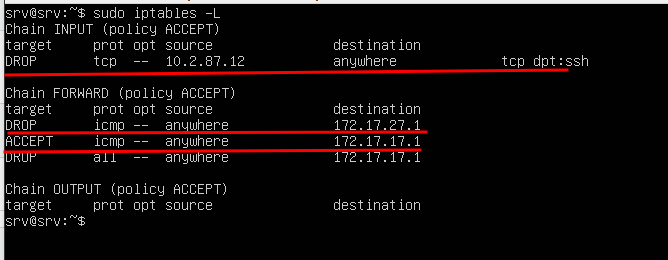 srv@srv:~$ sudo iptables -L
Chain INPUT (policy ACCEPT)
target prot opt source destination
DROP tcp -- 10.2.87.12 anywhere tcp dpt:ssh
Chain FORWARD (policy ACCEPT)
target prot opt source destination
DROP icmp -- anywhere 172.17.27.1
ACCEPT icmp -- anywhere 172.17.17.1
DROP all -- anywhere 172.17.17.1
Chain OUTPUT (policy ACCEPT)
target prot opt source destination
srv@srv:~$